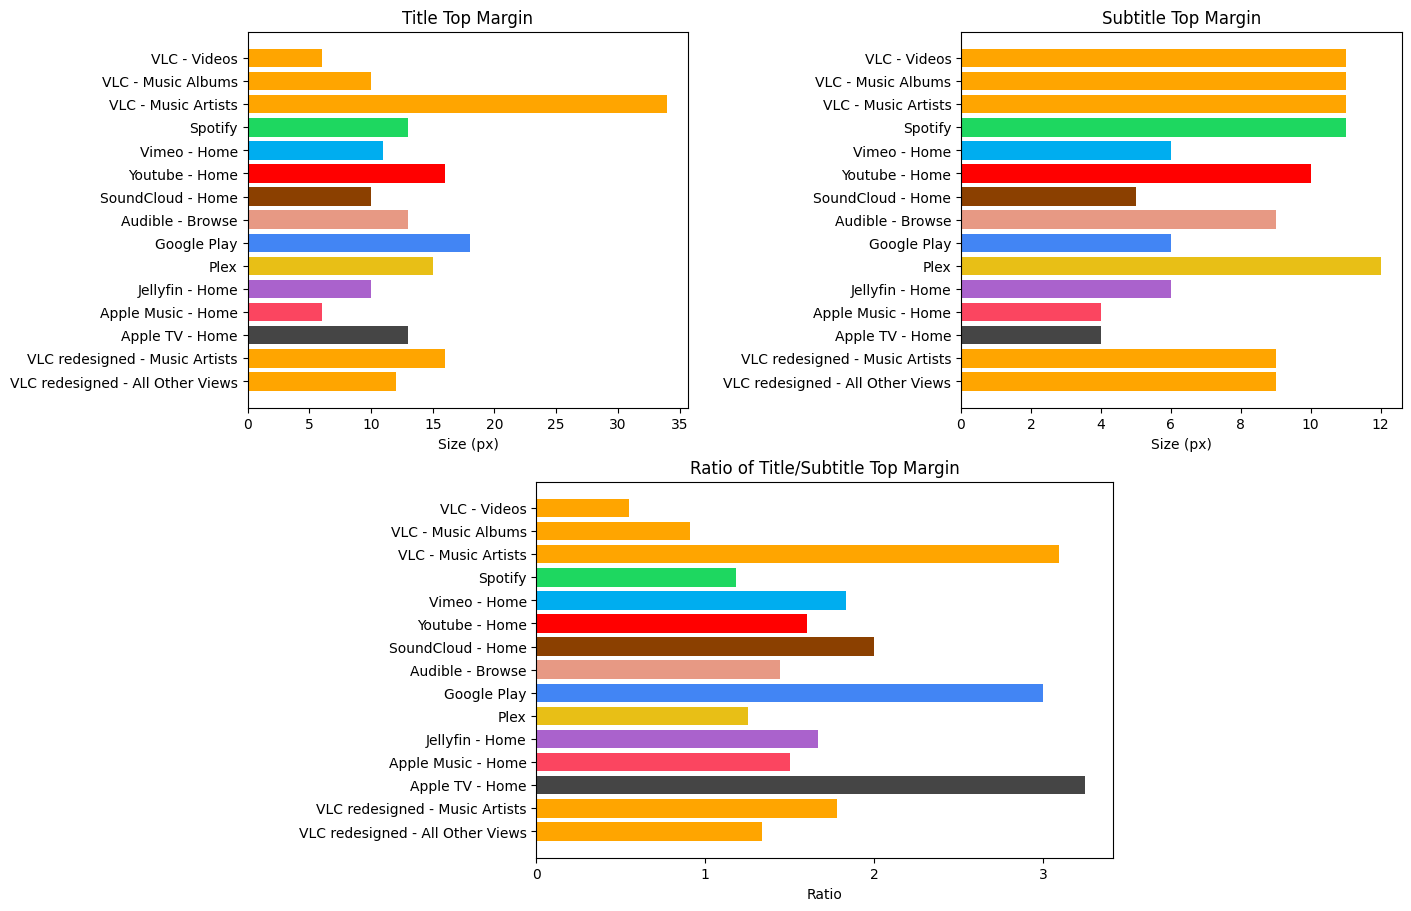 Title Top Margin
VLC - Videos
VLC - Music Albums
VLC - Music Artists
Spotify
Vimeo - Home
Youtube - Home
SoundCloud - Home
Audible - Browse
Google Play
Plex
Jellyfin - Home
Apple Music - Home
Apple TV - Home
VLC redesigned - Music Artists
VLC redesigned - All Other Views
0 5 10 15 20 25 30 35
Size (px)
Subtitle Top Margin
VLC - Videos
VLC - Music Albums
VLC - Music Artists
Spotify
Vimeo - Home
Youtube - Home
SoundCloud - Home
Audible - Browse
Google Play
Plex
Jellyfin - Home
Apple Music - Home
Apple TV - Home
VLC redesigned - Music Artists
VLC redesigned - All Other Views
0 2 4 6 8 10 12
Size (px)
Ratio of Title/Subtitle Top Margin
VLC - Videos
VLC - Music Albums
VLC - Music Artists
Spotify
Vimeo - Home
Youtube - Home
SoundCloud - Home
Audible - Browse
Google Play
Plex
Jellyfin - Home
Apple Music - Home
Apple TV - Home
VLC redesigned - Music Artists
VLC redesigned - All Other Views
0 1 2 3
Ratio